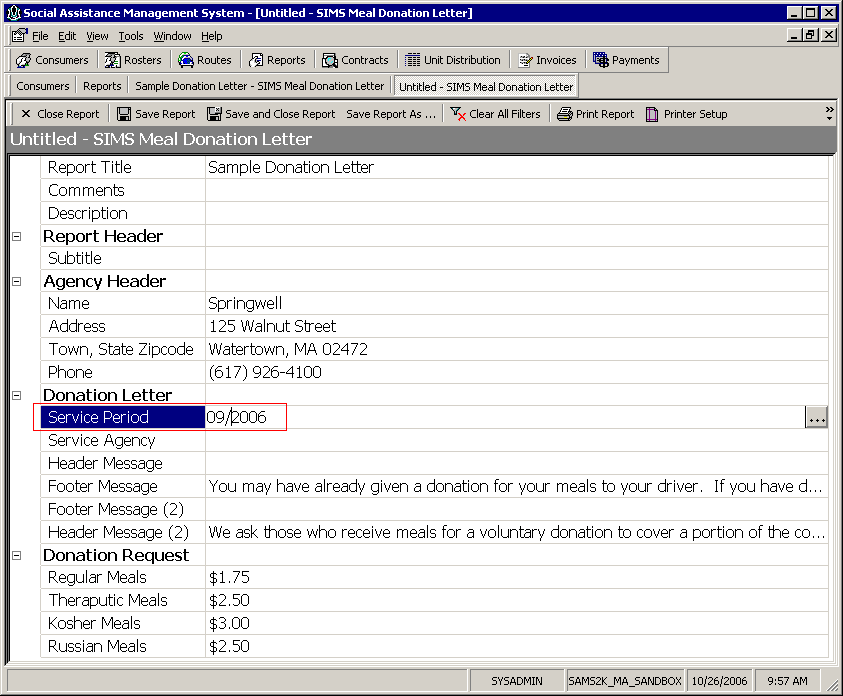 Social Assistance Management System - [Untitled - SIMS Meal Donation Letter]
File Edit View Tools Window Help
Consumers Rosters Routes Reports Contracts Unit Distribution Invoices Payments
Consumers Reports Sample Donation Letter - SIMS Meal Donation Letter Untitled - SIMS Meal Donation Letter
Close Report Save Report Save and Close Report Save Report As ... Clear All Filters Print Report Printer Setup
Untitled - SIMS Meal Donation Letter
Report Title Sample Donation Letter
Comments
Description
Report Header
Subtitle
Agency Header
Name Springwell
Address 125 Walnut Street
Town, State Zipcode Watertown, MA 02472
Phone (617) 926-4100
Donation Letter
Service Period 09/2006 ...
Service Agency
Header Message
Footer Message You may have already given a donation for your meals to your driver. If you have d...
Footer Message (2)
Header Message (2) We ask those who receive meals for a voluntary donation to cover a portion of the co...
Donation Request
Regular Meals $1.75
Theraputic Meals $2.50
Kosher Meals $3.00
Russian Meals $2.50
SYSADMIN SAMS2K_MA_SANDBOX 10/26/2006 9:57 AM